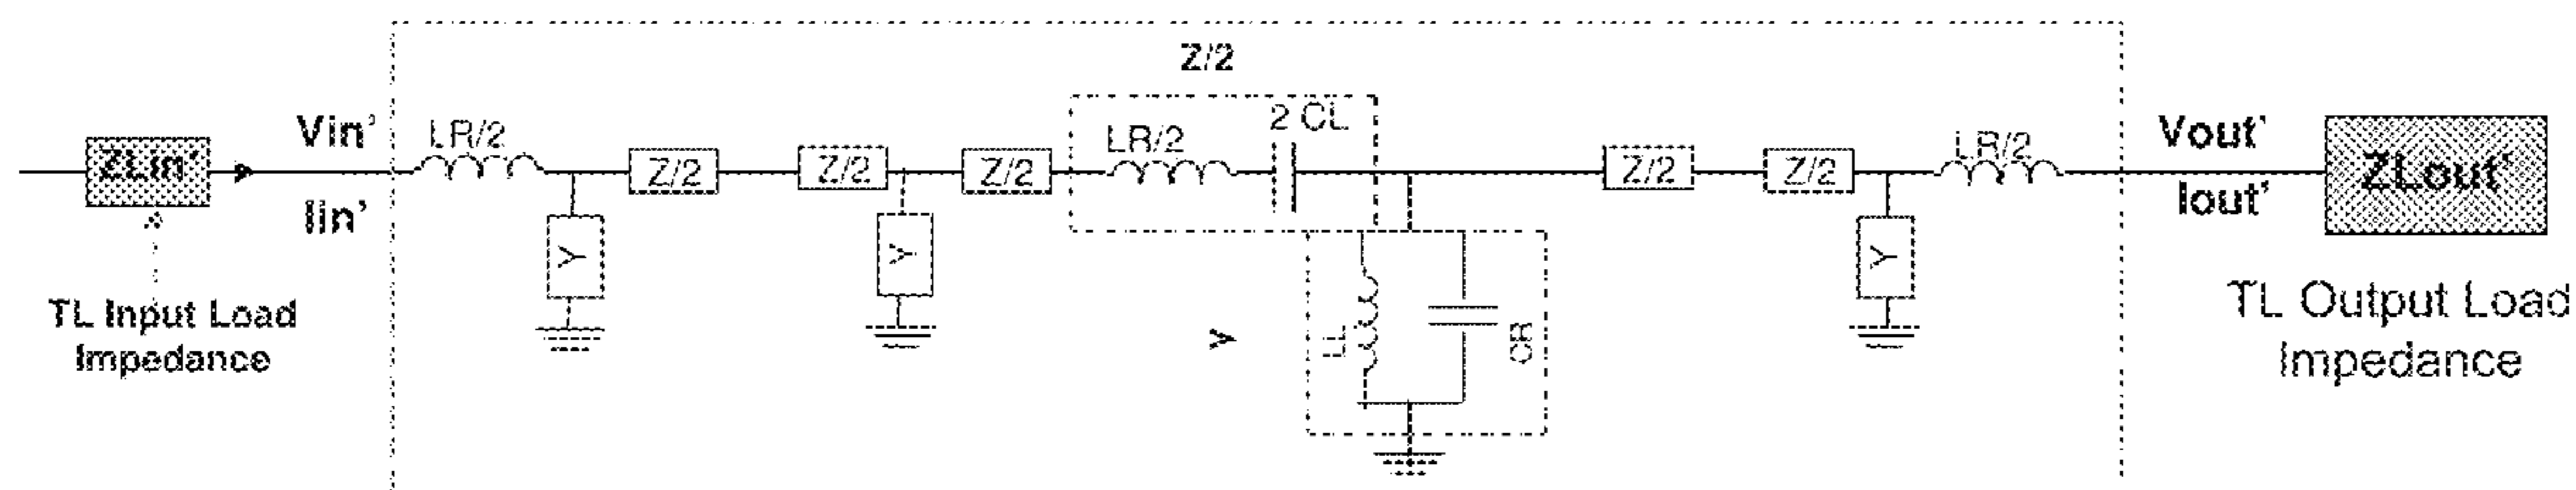 Z/2
Vin'
LR/2
LR/2
2 CL
LR/2
Vout'
ZLin'
Z/2
Z/2
Z/2
Z/2
Z/2
ZLout'
Iin'
Iout'
Y
Y
Y
TL Input Load
Impedance
Y
LL
CR
TL Output Load
Impedance